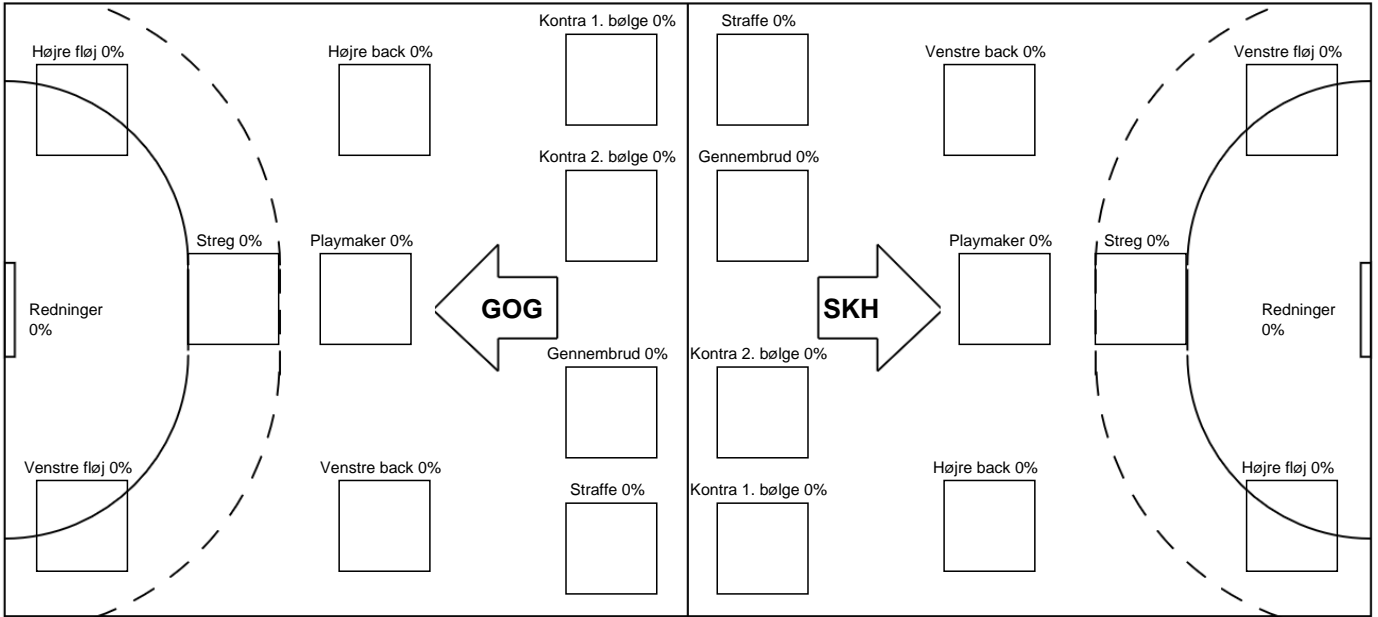 Kontra 1. bølge 0%
Straffe 0%
Højre fløj 0%
Højre back 0%
Venstre back 0%
Venstre fløj 0%
Kontra 2. bølge 0%
Gennembrud 0%
Streg 0%
Playmaker 0%
Playmaker 0%
Streg 0%
Redninger
0%
GOG
SKH
Redninger
0%
Gennembrud 0%
Kontra 2. bølge 0%
Venstre fløj 0%
Venstre back 0%
Højre back 0%
Højre fløj 0%
Straffe 0%
Kontra 1. bølge 0%